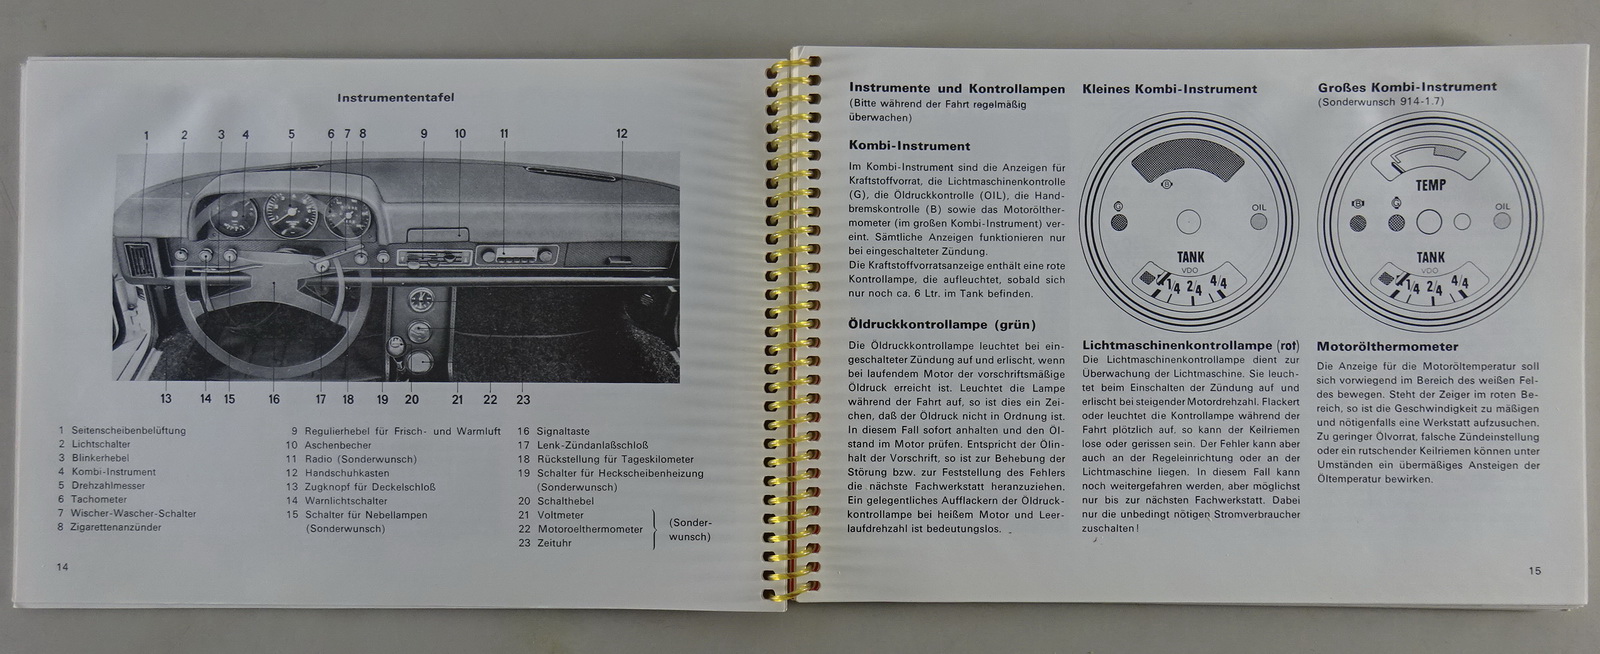 Instrumententafel
1 2 3 4 5 6 7 8 9 10 11 12
13 14 15 16 17 18 19 20 21 22 23
1 Seitenscheibenbelüftung
2 Lichtschalter
3 Blinkerhebel
4 Kombi-Instrument
5 Drehzahlmesser
6 Tachometer
7 Wischer-Wascher-Schalter
8 Zigarettenanzünder
9 Regulierhebel für Frisch- und Warmluft
10 Aschenbecher
11 Radio (Sonderwunsch)
12 Handschuhkasten
13 Zugknopf für Deckelschloß
14 Warnlichtschalter
15 Schalter für Nebellampen
(Sonderwunsch)
16 Signaltaste
17 Lenk-Zündanlaßschloß
18 Rückstellung für Tageskilometer
19 Schalter für Heckscheibenheizung
(Sonderwunsch)
20 Schalthebel
21 Voltmeter
22 Motoroelthermometer
23 Zeituhr
(Sonder-
wunsch)
14
Instrumente und Kontrollampen
(Bitte während der Fahrt regelmäßig
überwachen)
Kombi-Instrument
Im Kombi-Instrument sind die Anzeigen für
Kraftstoffvorrat, die Lichtmaschinenkontrolle
(G), die Öldruckkontrolle (OIL), die Hand-
bremskontrolle (B) sowie das Motorölther-
mometer (im großen Kombi-Instrument) ver-
eint. Sämtliche Anzeigen funktionieren nur
bei eingeschalteter Zündung.
Die Kraftstoffvorratsanzeige enthält eine rote
Kontrollampe, die aufleuchtet, sobald sich
nur noch ca. 6 Ltr. im Tank befinden.
Öldruckkontrollampe (grün)
Die Öldruckkontrollampe leuchtet bei ein-
geschalteter Zündung auf und erlischt, wenn
bei laufendem Motor der vorschriftsmäßige
Öldruck erreicht ist. Leuchtet die Lampe
während der Fahrt auf, so ist dies ein Zei-
chen, daß der Öldruck nicht in Ordnung ist.
In diesem Fall sofort anhalten und den Öl-
stand im Motor prüfen. Entspricht der Ölin-
halt der Vorschrift, so ist zur Behebung der
Störung bzw. zur Feststellung des Fehlers
die nächste Fachwerkstatt heranzuziehen.
Ein gelegentliches Aufflackern der Öldruck-
kontrollampe bei heißem Motor und Leer-
laufdrehzahl ist bedeutungslos.
Kleines Kombi-Instrument
B
G
OIL
TANK
VDO
1/4 2/4 4/4
Lichtmaschinenkontrollampe (rot)
Die Lichtmaschinenkontrollampe dient zur
Überwachung der Lichtmaschine. Sie leuch-
tet beim Einschalten der Zündung auf und
erlischt bei steigender Motordrehzahl. Flackert
oder leuchtet die Kontrollampe während der
Fahrt plötzlich auf, so kann der Keilriemen
lose oder gerissen sein. Der Fehler kann aber
auch an der Regeleinrichtung oder an der
Lichtmaschine liegen. In diesem Fall kann
noch weitergefahren werden, aber möglichst
nur bis zur nächsten Fachwerkstatt. Dabei
nur die unbedingt nötigen Stromverbraucher
zuschalten!
Großes Kombi-Instrument
(Sonderwunsch 914-1.7)
TEMP
B
G
OIL
TANK
VDO
1/4 2/4 4/4
Motorölthermometer
Die Anzeige für die Motoröltemperatur soll
sich vorwiegend im Bereich des weißen Fel-
des bewegen. Steht der Zeiger im roten Be-
reich, so ist die Geschwindigkeit zu mäßigen
und nötigenfalls eine Werkstatt aufzusuchen.
Zu geringer Ölvorrat, falsche Zündeinstellung
oder ein rutschender Keilriemen können unter
Umständen ein übermäßiges Ansteigen der
Öltemperatur bewirken.
15